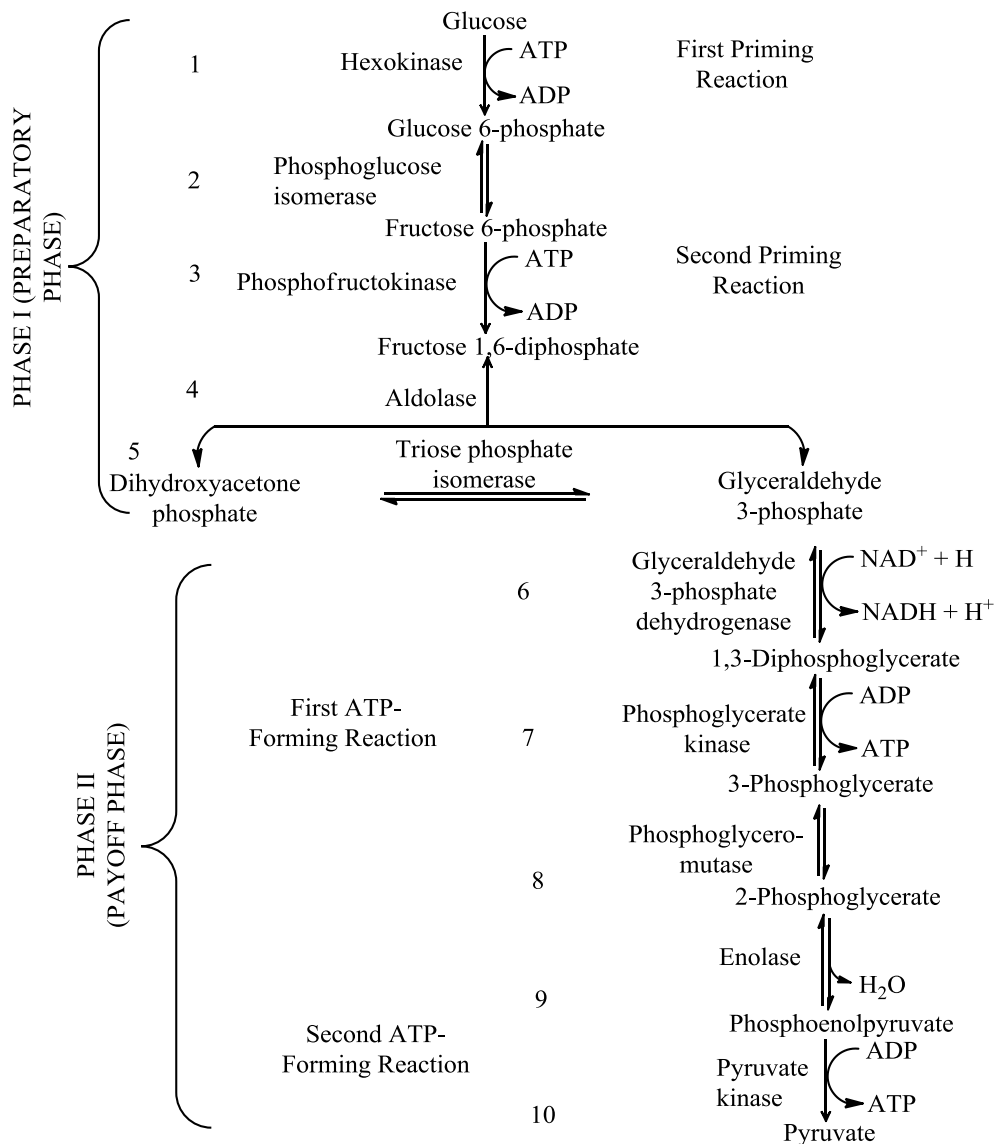 Glucose
1
Hexokinase
ATP
ADP
First Priming
Reaction
Glucose 6-phosphate
2
Phosphoglucose
isomerase
Fructose 6-phosphate
3
Phosphofructokinase
ATP
ADP
Second Priming
Reaction
Fructose 1,6-diphosphate
4
Aldolase
PHASE I (PREPARATORY
PHASE)
5
Dihydroxyacetone
phosphate
Triose phosphate
isomerase
Glyceraldehyde
3-phosphate
6
Glyceraldehyde
3-phosphate
dehydrogenase
NAD⁺ + H
NADH + H⁺
1,3-Diphosphoglycerate
First ATP-
Forming Reaction
7
Phosphoglycerate
kinase
ADP
ATP
3-Phosphoglycerate
PHASE II
(PAYOFF PHASE)
8
Phosphoglycero-
mutase
2-Phosphoglycerate
9
Enolase
H₂O
Phosphoenolpyruvate
Second ATP-
Forming Reaction
10
Pyruvate
kinase
ADP
ATP
Pyruvate